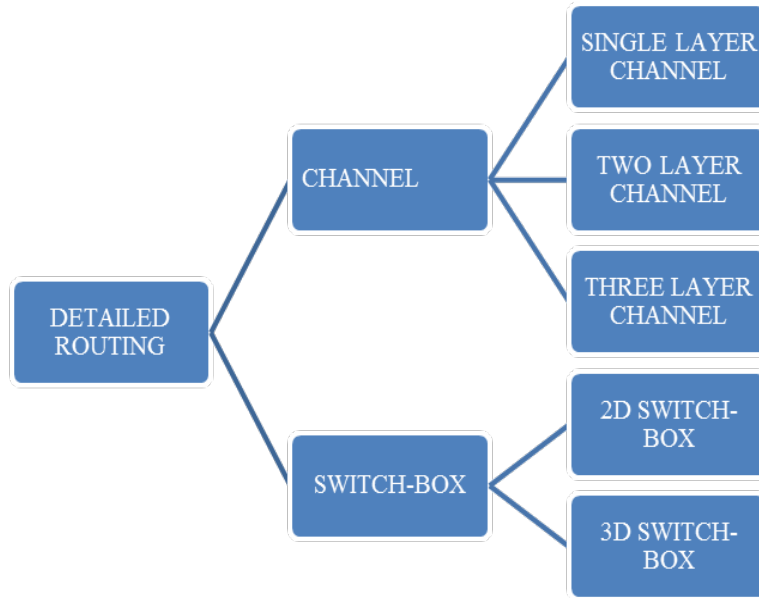 SINGLE LAYER
CHANNEL
CHANNEL
TWO LAYER
CHANNEL
THREE LAYER
CHANNEL
DETAILED
ROUTING
SWITCH-BOX
2D SWITCH-
BOX
3D SWITCH-
BOX